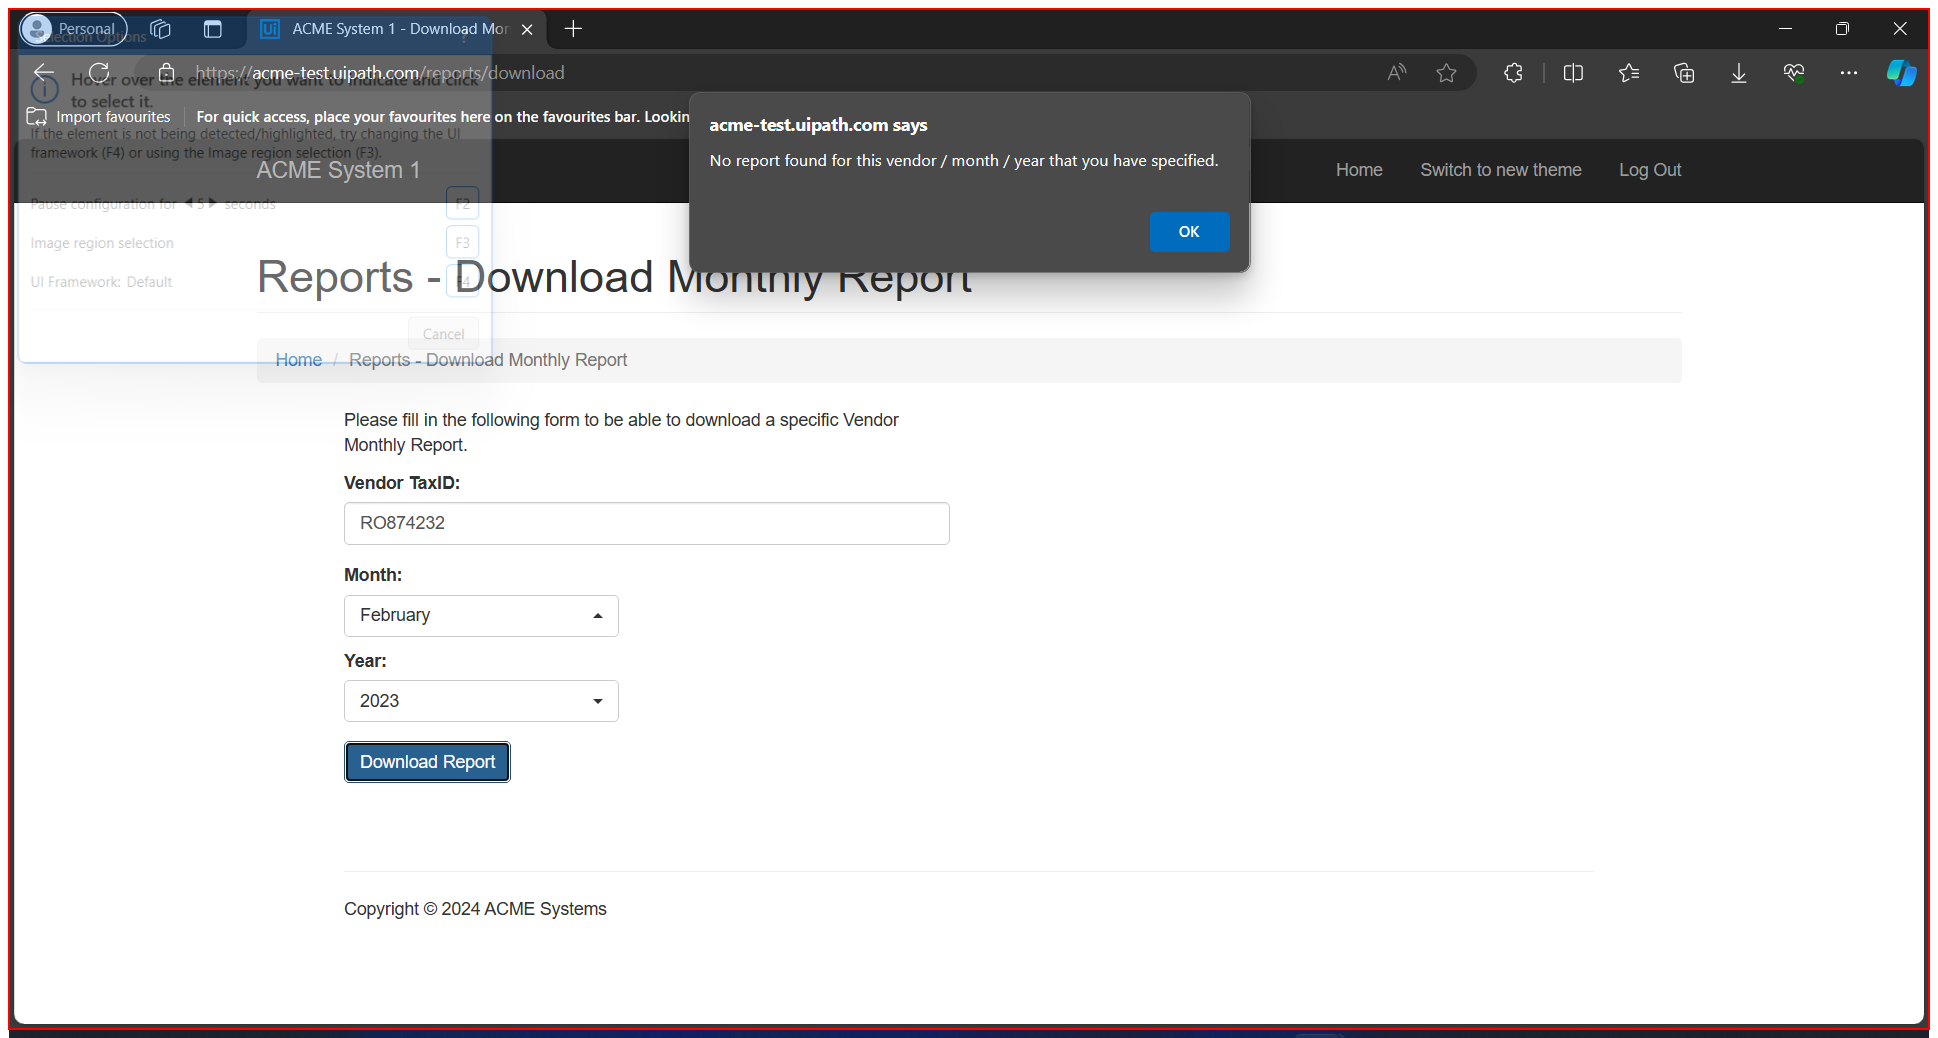 Personal
ACME System 1 - Download Mor
Selection Options
https://acme-test.uipath.com/reports/download
Hover over the element you want to indicate and click
to select it.
Import favourites
For quick access, place your favourites here on the favourites bar. Lookin
If the element is not being detected/highlighted, try changing the UI
framework (F4) or using the Image region selection (F3).
acme-test.uipath.com says
No report found for this vendor / month / year that you have specified.
OK
ACME System 1
Home
Switch to new theme
Log Out
Pause configuration for 5 seconds
F2
Image region selection
F3
UI Framework: Default
F4
Cancel
Reports - Download Monthly Report
Home / Reports - Download Monthly Report
Please fill in the following form to be able to download a specific Vendor
Monthly Report.
Vendor TaxID:
RO874232
Month:
February
Year:
2023
Download Report
Copyright © 2024 ACME Systems